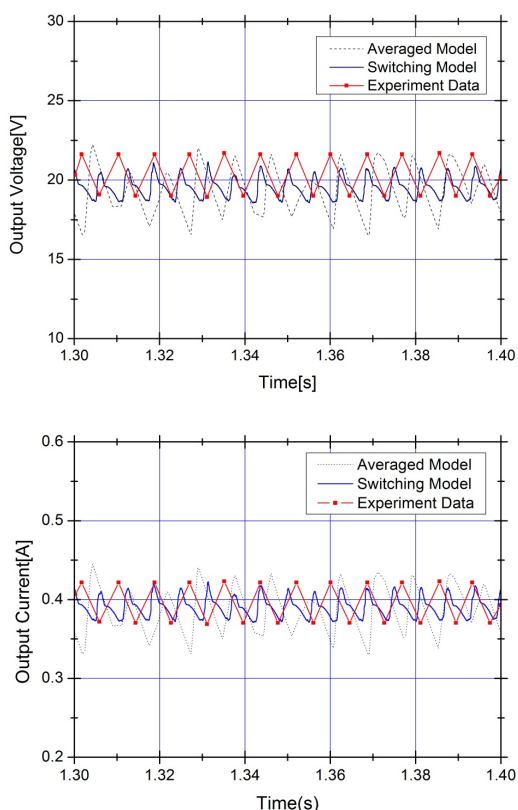 30
25
20
15
10
Output Voltage[V]
Averaged Model
Switching Model
Experiment Data
1.30 1.32 1.34 1.36 1.38 1.40
Time[s]
0.6
0.5
0.4
0.3
0.2
Output Current[A]
Averaged Model
Switching Model
Experiment Data
1.30 1.32 1.34 1.36 1.38 1.40
Time(s)